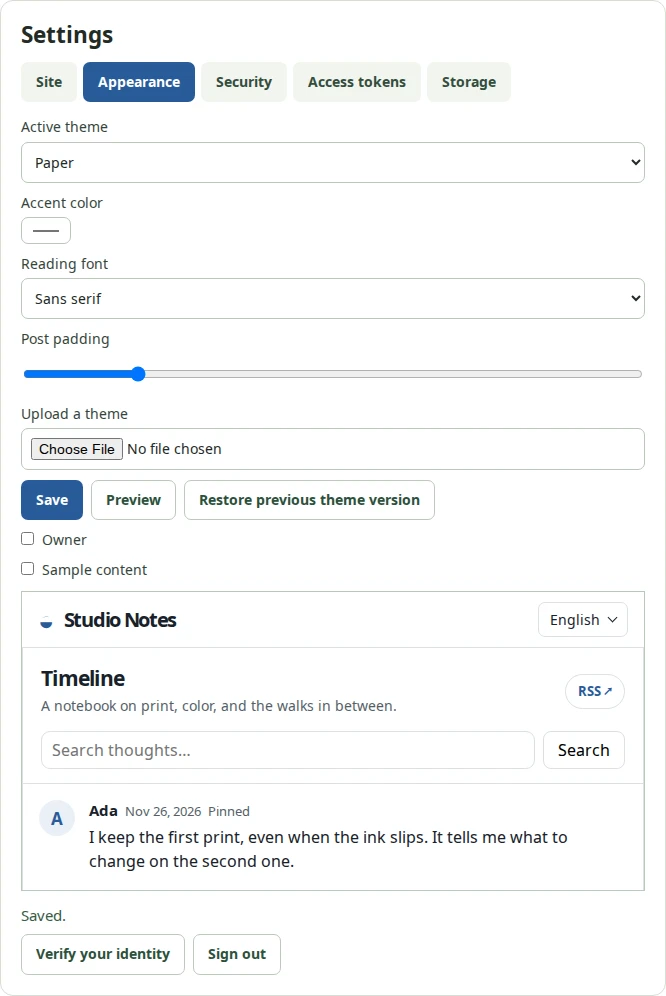 Settings
Site Appearance Security Access tokens Storage
Active theme
Paper
Accent color
Reading font
Sans serif
Post padding
Upload a theme
Choose File No file chosen
Save Preview Restore previous theme version
Owner
Sample content
Studio Notes English
Timeline
A notebook on print, color, and the walks in between.
RSS↗
Search thoughts... Search
A
Ada Nov 26, 2026 Pinned
I keep the first print, even when the ink slips. It tells me what to
change on the second one.
Saved.
Verify your identity Sign out